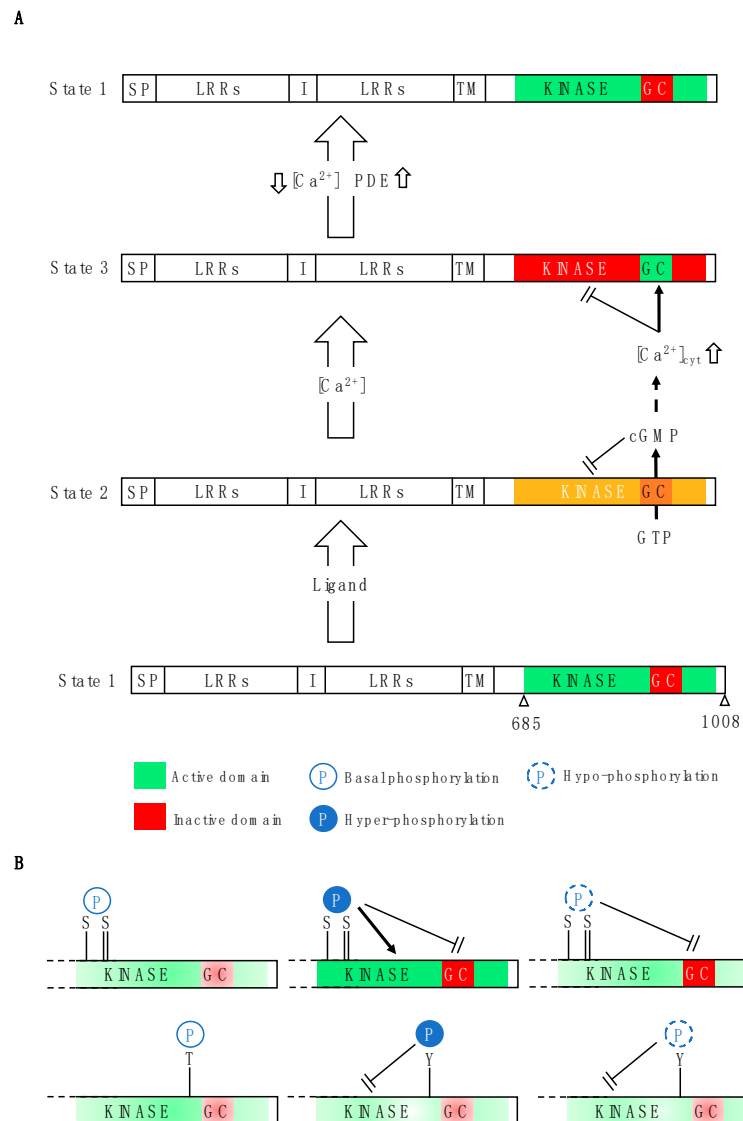 A
State 1 SP LRRs I LRRs TM KINASE GC
[Ca2+] PDE
State 3 SP LRRs I LRRs TM KINASE GC
[Ca2+]cyt
[Ca2+]
cGMP
State 2 SP LRRs I LRRs TM KINASE GC
GTP
Ligand
State 1 SP LRRs I LRRs TM KINASE GC
685 1008
Active domain P Basal phosphorylation P Hypo-phosphorylation
Inactive domain P Hyper-phosphorylation
B
P P P
S S S S S S
KINASE GC KINASE GC KINASE GC
P P P
T Y Y
KINASE GC KINASE GC KINASE GC